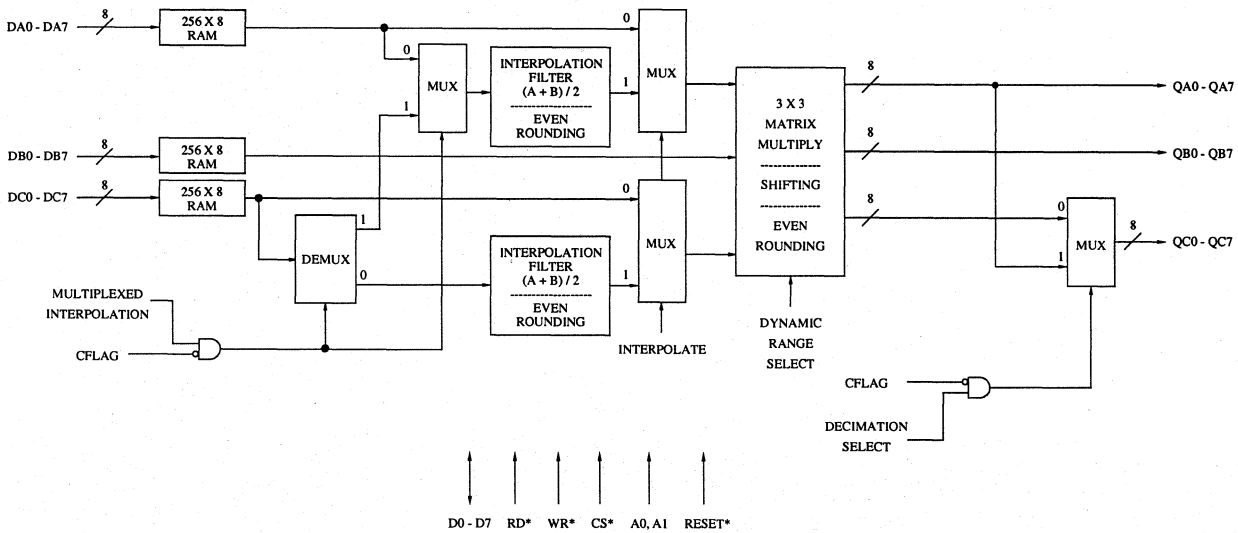 DA0 - DA7
8
256 X 8
RAM
0
0
MUX
1
INTERPOLATION
FILTER
(A + B) / 2
----------
EVEN
ROUNDING
1
MUX
DB0 - DB7
8
256 X 8
RAM
DC0 - DC7
8
256 X 8
RAM
0
DEMUX
1
0
INTERPOLATION
FILTER
(A + B) / 2
----------
EVEN
ROUNDING
1
MUX
INTERPOLATE
MULTIPLEXED
INTERPOLATION
CFLAG
3 X 3
MATRIX
MULTIPLY
----------
SHIFTING
----------
EVEN
ROUNDING
DYNAMIC
RANGE
SELECT
8
QA0 - QA7
8
QB0 - QB7
8
0
MUX
1
8
QC0 - QC7
CFLAG
DECIMATION
SELECT
D0 - D7 RD* WR* CS* A0, A1 RESET*